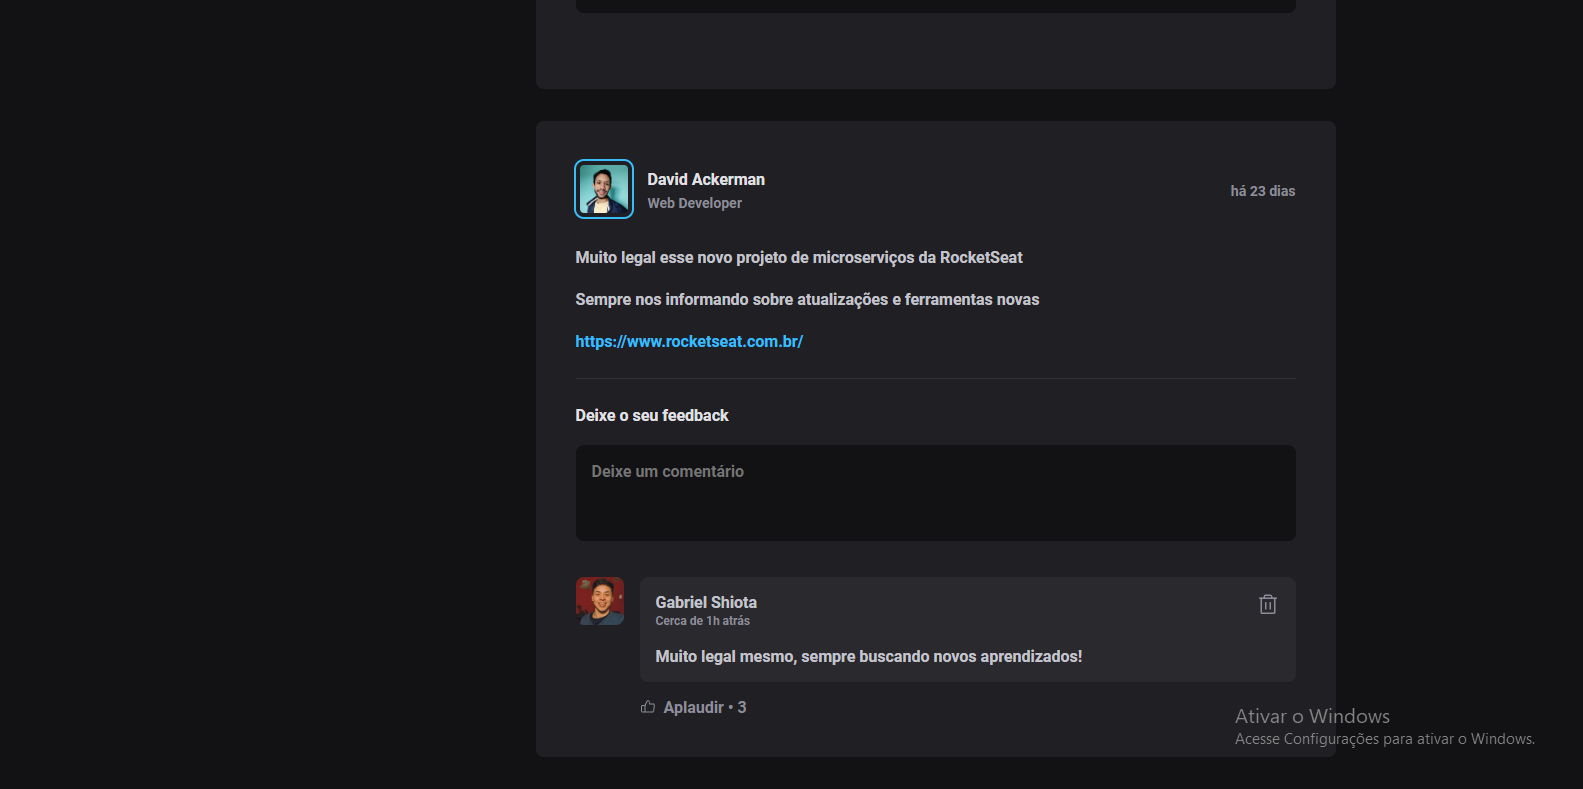 David Ackerman
Web Developer
há 23 dias
Muito legal esse novo projeto de microserviços da RocketSeat
Sempre nos informando sobre atualizações e ferramentas novas
https://www.rocketseat.com.br/
Deixe o seu feedback
Deixe um comentário
Gabriel Shiota
Cerca de 1h atrás
Muito legal mesmo, sempre buscando novos aprendizados!
Aplaudir • 3
Ativar o Windows
Acesse Configurações para ativar o Windows.